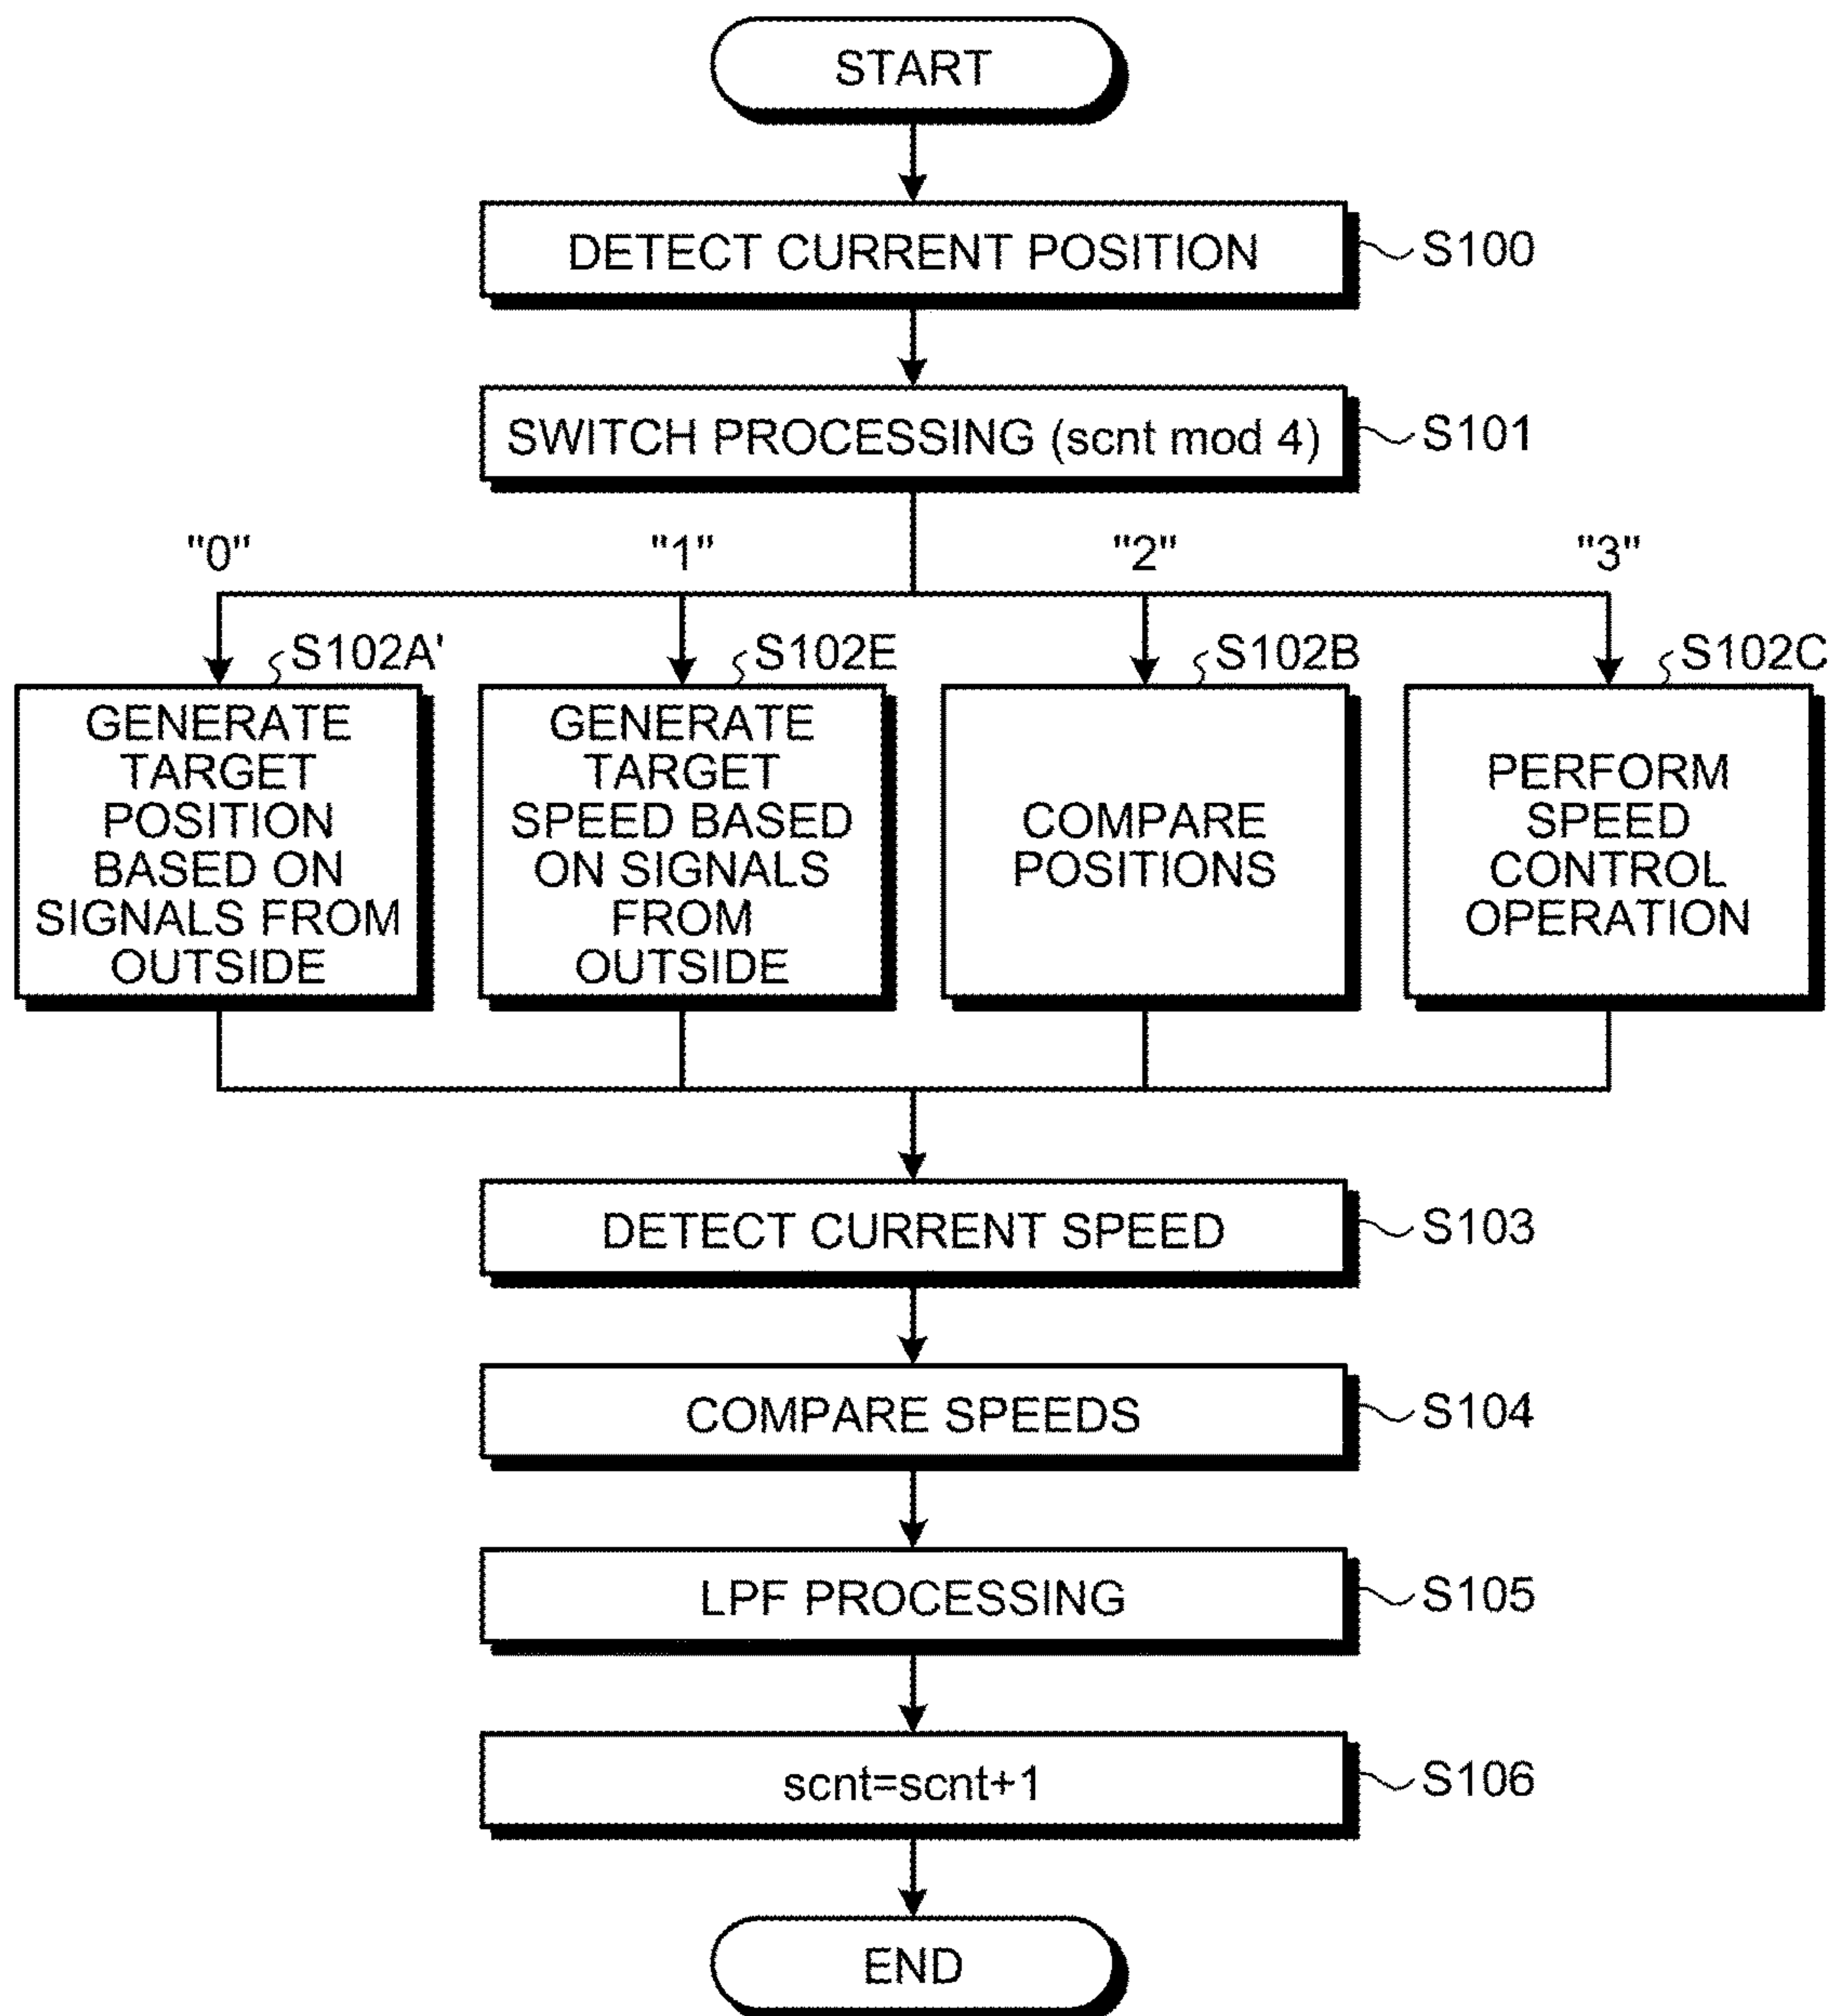 START
DETECT CURRENT POSITION
S100
SWITCH PROCESSING (scnt mod 4)
S101
"0"
"1"
"2"
"3"
S102A'
GENERATE
TARGET
POSITION
BASED ON
SIGNALS FROM
OUTSIDE
S102E
GENERATE
TARGET
SPEED BASED
ON SIGNALS
FROM
OUTSIDE
S102B
COMPARE
POSITIONS
S102C
PERFORM
SPEED
CONTROL
OPERATION
DETECT CURRENT SPEED
S103
COMPARE SPEEDS
S104
LPF PROCESSING
S105
scnt=scnt+1
S106
END